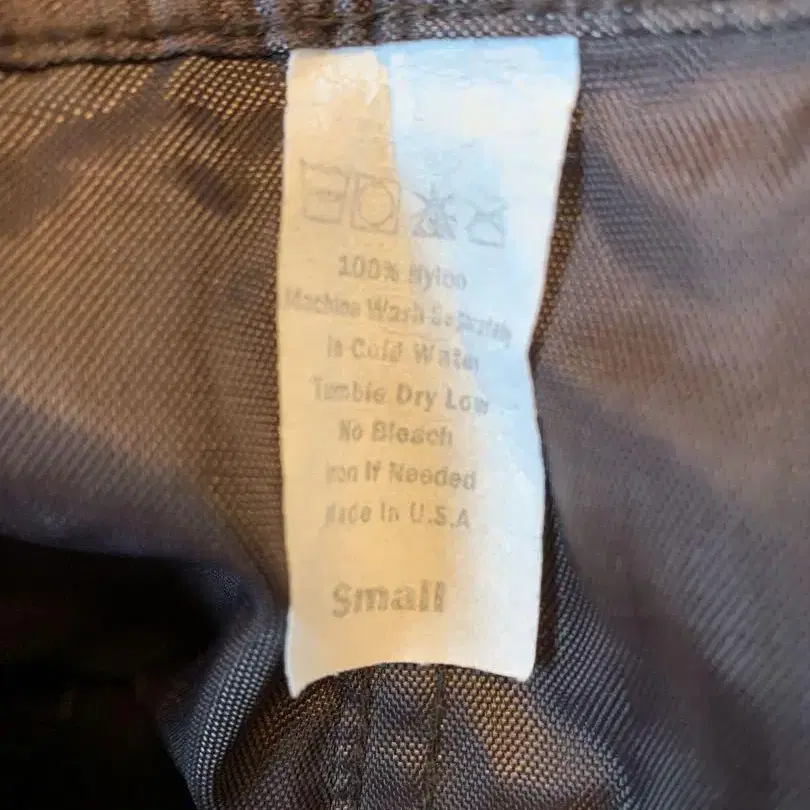 100% Nylon
Machine Wash Separately
In Cold Water
Tumble Dry Low
No Bleach
Iron If Needed
Made In U.S.A
Small